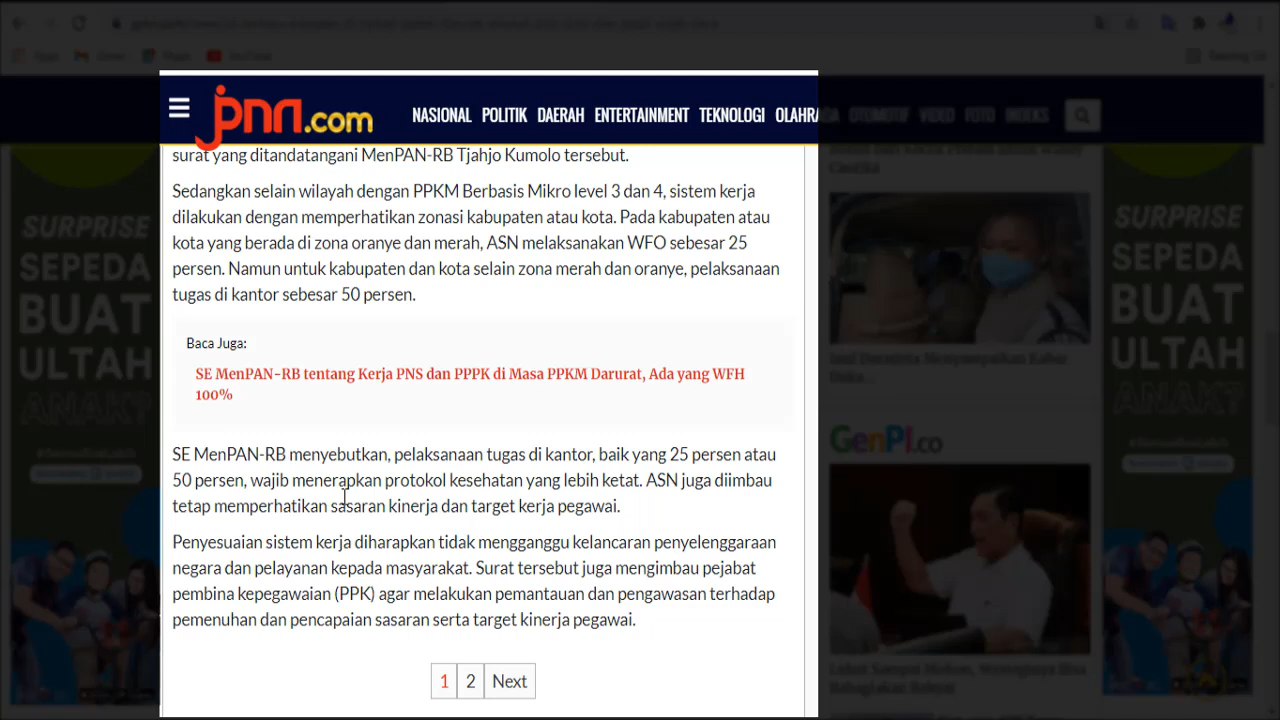 jpnn.com
NASIONAL POLITIK DAERAH ENTERTAINMENT TEKNOLOGI OLAHRAGA OTOMOTIF VIDEO FOTO INDEKS
surat yang ditandatangani MenPAN-RB Tjahjo Kumolo tersebut.
Sedangkan selain wilayah dengan PPKM Berbasis Mikro level 3 dan 4, sistem kerja
dilakukan dengan memperhatikan zonasi kabupaten atau kota. Pada kabupaten atau
kota yang berada di zona oranye dan merah, ASN melaksanakan WFO sebesar 25
persen. Namun untuk kabupaten dan kota selain zona merah dan oranye, pelaksanaan
tugas di kantor sebesar 50 persen.
Baca Juga:
SE MenPAN-RB tentang Kerja PNS dan PPPK di Masa PPKM Darurat, Ada yang WFH
100%
SE MenPAN-RB menyebutkan, pelaksanaan tugas di kantor, baik yang 25 persen atau
50 persen, wajib menerapkan protokol kesehatan yang lebih ketat. ASN juga diimbau
tetap memperhatikan sasaran kinerja dan target kerja pegawai.
Penyesuaian sistem kerja diharapkan tidak mengganggu kelancaran penyelenggaraan
negara dan pelayanan kepada masyarakat. Surat tersebut juga mengimbau pejabat
pembina kepegawaian (PPK) agar melakukan pemantauan dan pengawasan terhadap
pemenuhan dan pencapaian sasaran serta target kinerja pegawai.
1 2 Next
SURPRISE
SEPEDA
BUAT
ULTAH
ANAK?
GenPI.co
SURPRISE
SEPEDA
BUAT
ULTAH
ANAK?